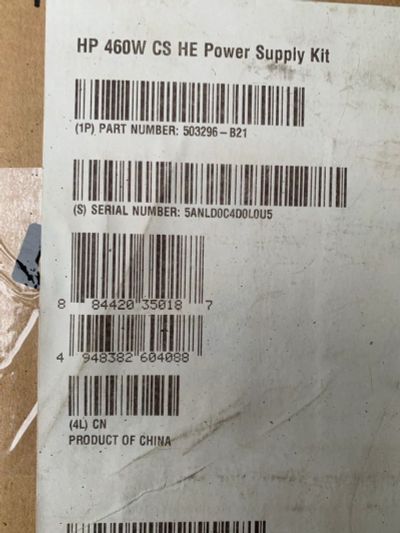 HP 460W CS HE Power Supply Kit
(1P) PART NUMBER: 503296-B21
(S) SERIAL NUMBER: 5ANLD0C4D0L0U5
8 84420 35018 7
4 948382 604088
(4L) CN
PRODUCT OF CHINA